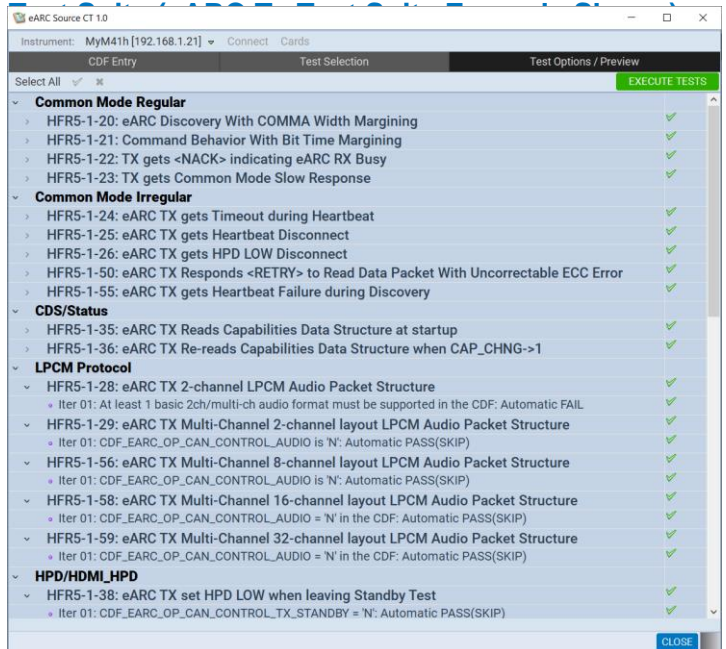 eARC Source CT 1.0
Instrument: MyM41h [192.168.1.21] Connect Cards
CDF Entry Test Selection Test Options / Preview
Select All EXECUTE TESTS
Common Mode Regular
HFR5-1-20: eARC Discovery With COMMA Width Margining
HFR5-1-21: Command Behavior With Bit Time Margining
HFR5-1-22: TX gets <NACK> indicating eARC RX Busy
HFR5-1-23: TX gets Common Mode Slow Response
Common Mode Irregular
HFR5-1-24: eARC TX gets Timeout during Heartbeat
HFR5-1-25: eARC TX gets Heartbeat Disconnect
HFR5-1-26: eARC TX gets HPD LOW Disconnect
HFR5-1-50: eARC TX Responds <RETRY> to Read Data Packet With Uncorrectable ECC Error
HFR5-1-55: eARC TX gets Heartbeat Failure during Discovery
CDS/Status
HFR5-1-35: eARC TX Reads Capabilities Data Structure at startup
HFR5-1-36: eARC TX Re-reads Capabilities Data Structure when CAP_CHNG->1
LPCM Protocol
HFR5-1-28: eARC TX 2-channel LPCM Audio Packet Structure
Iter 01: At least 1 basic 2ch/multi-ch audio format must be supported in the CDF: Automatic FAIL
HFR5-1-29: eARC TX Multi-Channel 2-channel layout LPCM Audio Packet Structure
Iter 01: CDF_EARC_OP_CAN_CONTROL_AUDIO is 'N': Automatic PASS(SKIP)
HFR5-1-56: eARC TX Multi-Channel 8-channel layout LPCM Audio Packet Structure
Iter 01: CDF_EARC_OP_CAN_CONTROL_AUDIO is 'N': Automatic PASS(SKIP)
HFR5-1-58: eARC TX Multi-Channel 16-channel layout LPCM Audio Packet Structure
Iter 01: CDF_EARC_OP_CAN_CONTROL_AUDIO = 'N' in the CDF: Automatic PASS(SKIP)
HFR5-1-59: eARC TX Multi-Channel 32-channel layout LPCM Audio Packet Structure
Iter 01: CDF_EARC_OP_CAN_CONTROL_AUDIO = 'N' in the CDF: Automatic PASS(SKIP)
HPD/HDMI_HPD
HFR5-1-38: eARC TX set HPD LOW when leaving Standby Test
Iter 01: CDF_EARC_OP_CAN_CONTROL_TX_STANDBY = 'N': Automatic PASS(SKIP)
CLOSE